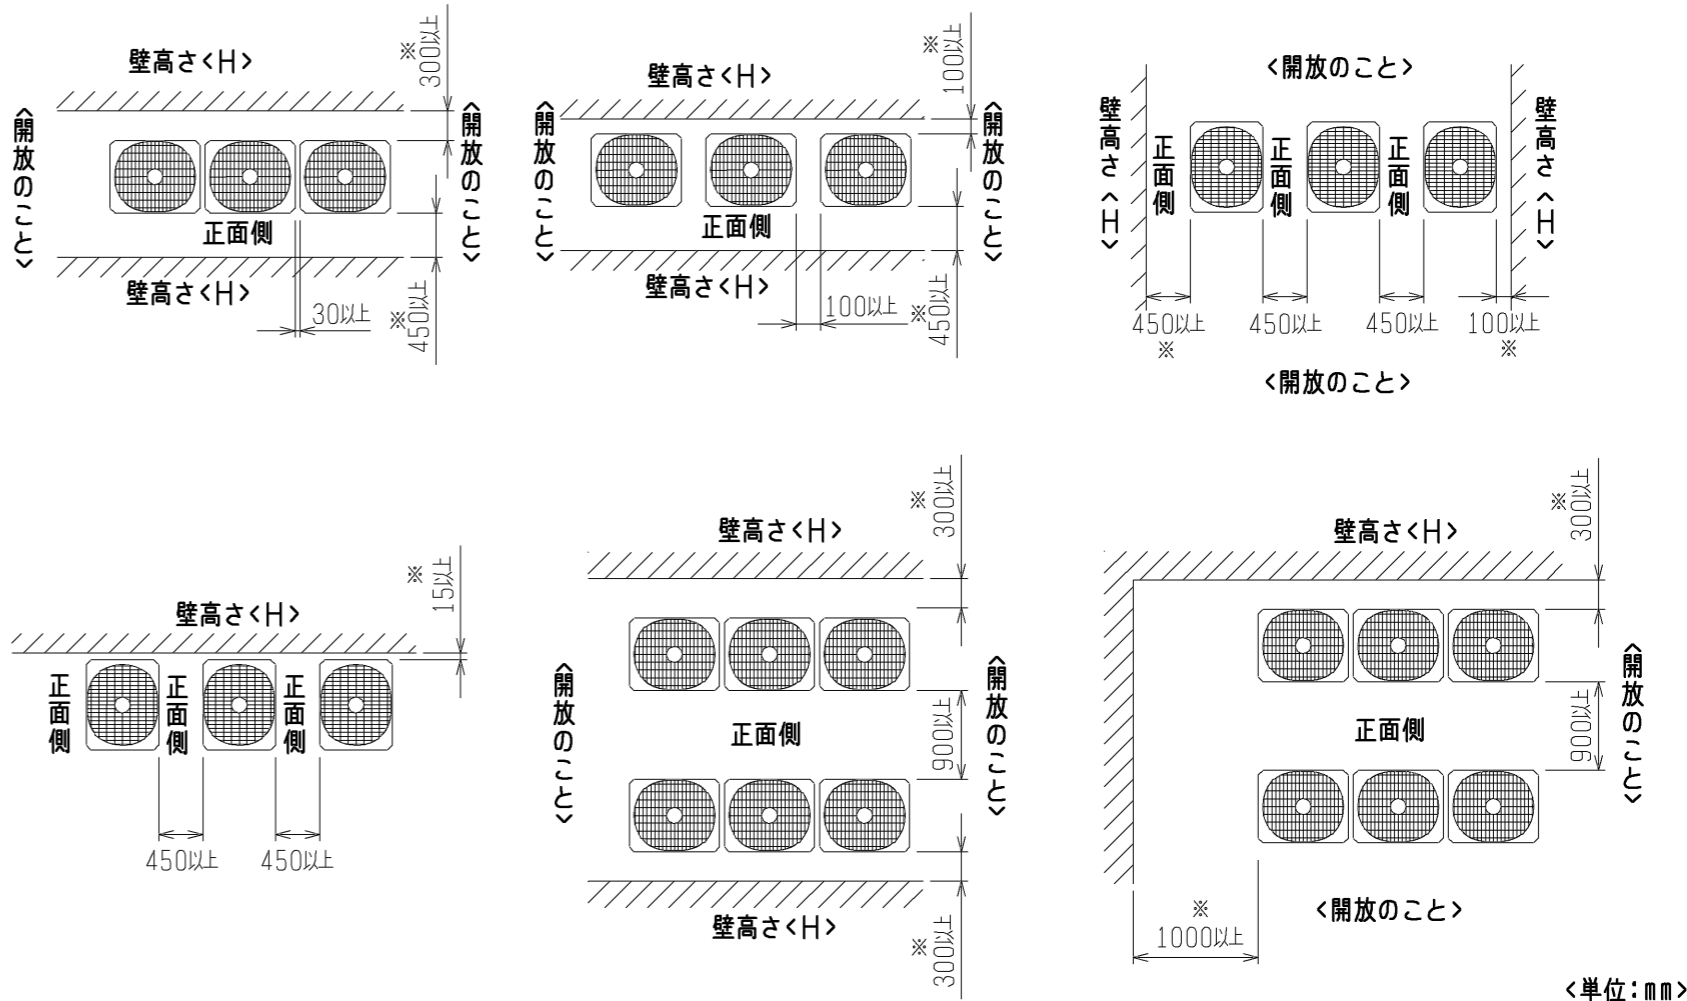 壁高さ<H>
※
300以上
<開放のこと>
<開放のこと>
正面側
壁高さ<H>
30以上
※
450以上
壁高さ<H>
※
100以上
<開放のこと>
<開放のこと>
正面側
壁高さ<H>
100以上
※
450以上
<開放のこと>
壁高さ<H>
正面側
正面側
正面側
壁高さ<H>
450以上
※
450以上
450以上
100以上
※
<開放のこと>
壁高さ<H>
※
15以上
正面側
正面側
正面側
450以上
450以上
壁高さ<H>
※
300以上
<開放のこと>
正面側
900以上
<開放のこと>
壁高さ<H>
※
300以上
壁高さ<H>
※
300以上
正面側
900以上
<開放のこと>
※
1000以上
<開放のこと>
<単位:mm>